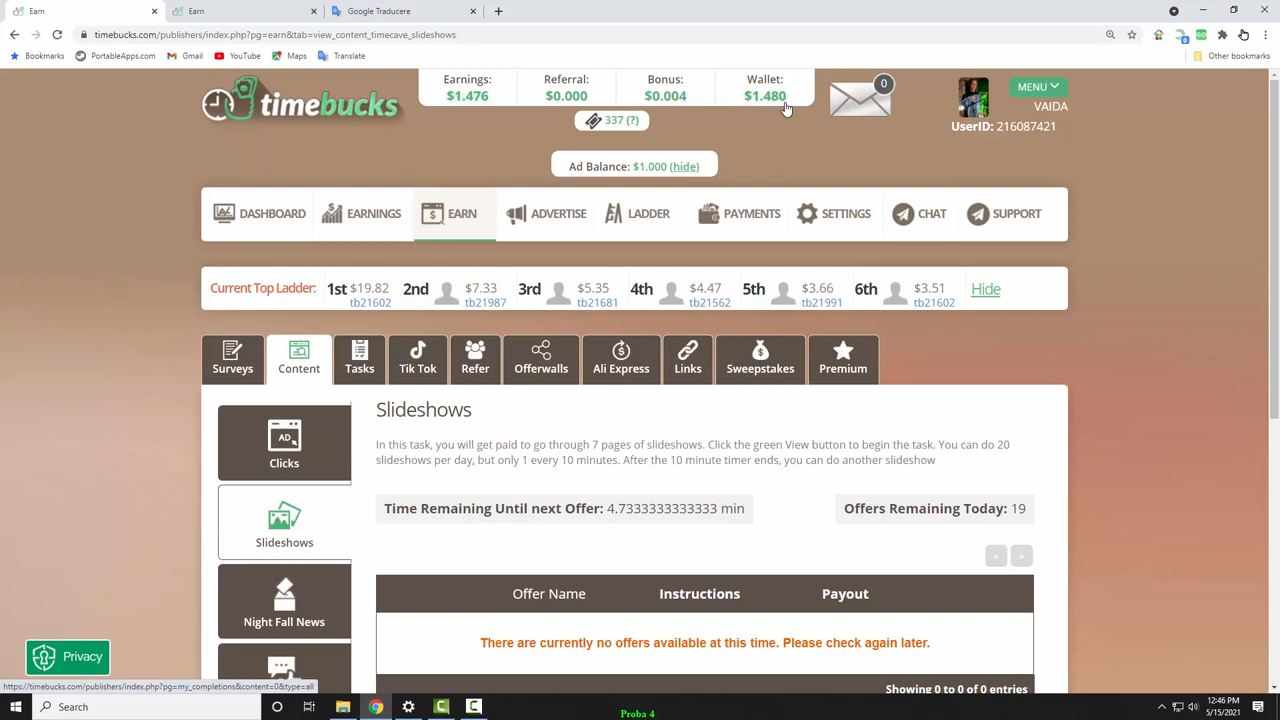 Earn
Earn
Google Traducere
timebucks.com/publishers/index.php?pg=earn&tab=view_content_timecave_slideshows
Bookmarks
PortableApps.com
Gmail
YouTube
Maps
Translate
Other bookmarks
timebucks
Earnings:
$1.476
Referral:
$0.000
Bonus:
$0.004
Wallet:
$1.480
337 (?)
0
MENU
VAIDA
UserID: 216087421
Ad Balance: $1.000 (hide)
DASHBOARD
EARNINGS
EARN
ADVERTISE
LADDER
PAYMENTS
SETTINGS
CHAT
SUPPORT
Current Top Ladder:
1st $19.82
tb21602
2nd $7.33
tb21987
3rd $5.35
tb21681
4th $4.47
tb21562
5th $3.66
tb21991
6th $3.51
tb21602
Hide
Surveys
Content
Tasks
Tik Tok
Refer
Offerwalls
Ali Express
Links
Sweepstakes
Premium
AD
Clicks
Slideshows
Night Fall News
Slideshows
In this task, you will get paid to go through 7 pages of slideshows. Click the green View button to begin the task. You can do 20
slideshows per day, but only 1 every 10 minutes. After the 10 minute timer ends, you can do another slideshow
Time Remaining Until next Offer: 4.7333333333333 min
Offers Remaining Today: 19
« »
Offer Name Instructions Payout
There are currently no offers available at this time. Please check again later.
Showing 0 to 0 of 0 entries
Privacy
https://timebucks.com/publishers/index.php?pg=my_completions&content=0&type=all
Search
Proba 4
12:46 PM
5/15/2021